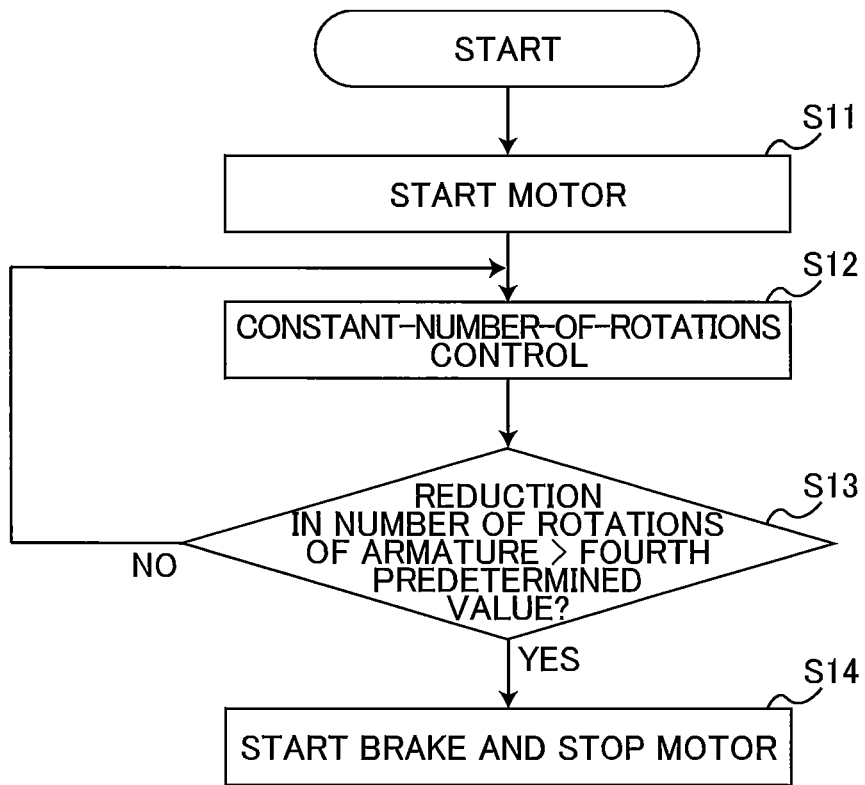 START
S11
START MOTOR
S12
CONSTANT-NUMBER-OF-ROTATIONS
CONTROL
S13
REDUCTION
IN NUMBER OF ROTATIONS
OF ARMATURE > FOURTH
PREDETERMINED
VALUE?
NO
YES
S14
START BRAKE AND STOP MOTOR